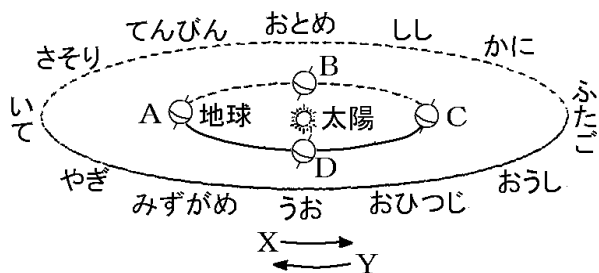 てんびん おとめ しし
さそり かに
B
いて A 地球 太陽 C ふたご
D
やぎ おうし
みずがめ うお おひつじ
X
Y